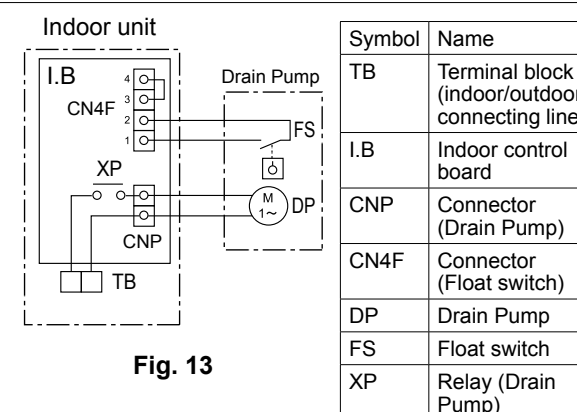 Indoor unit
I.B
4
3
2
1
CN4F
XP
CNP
TB
Drain Pump
FS
M
1~
DP
Fig. 13
Symbol Name
TB Terminal block
(indoor/outdoor
connecting line
I.B Indoor control
board
CNP Connector
(Drain Pump)
CN4F Connector
(Float switch)
DP Drain Pump
FS Float switch
XP Relay (Drain
Pump)